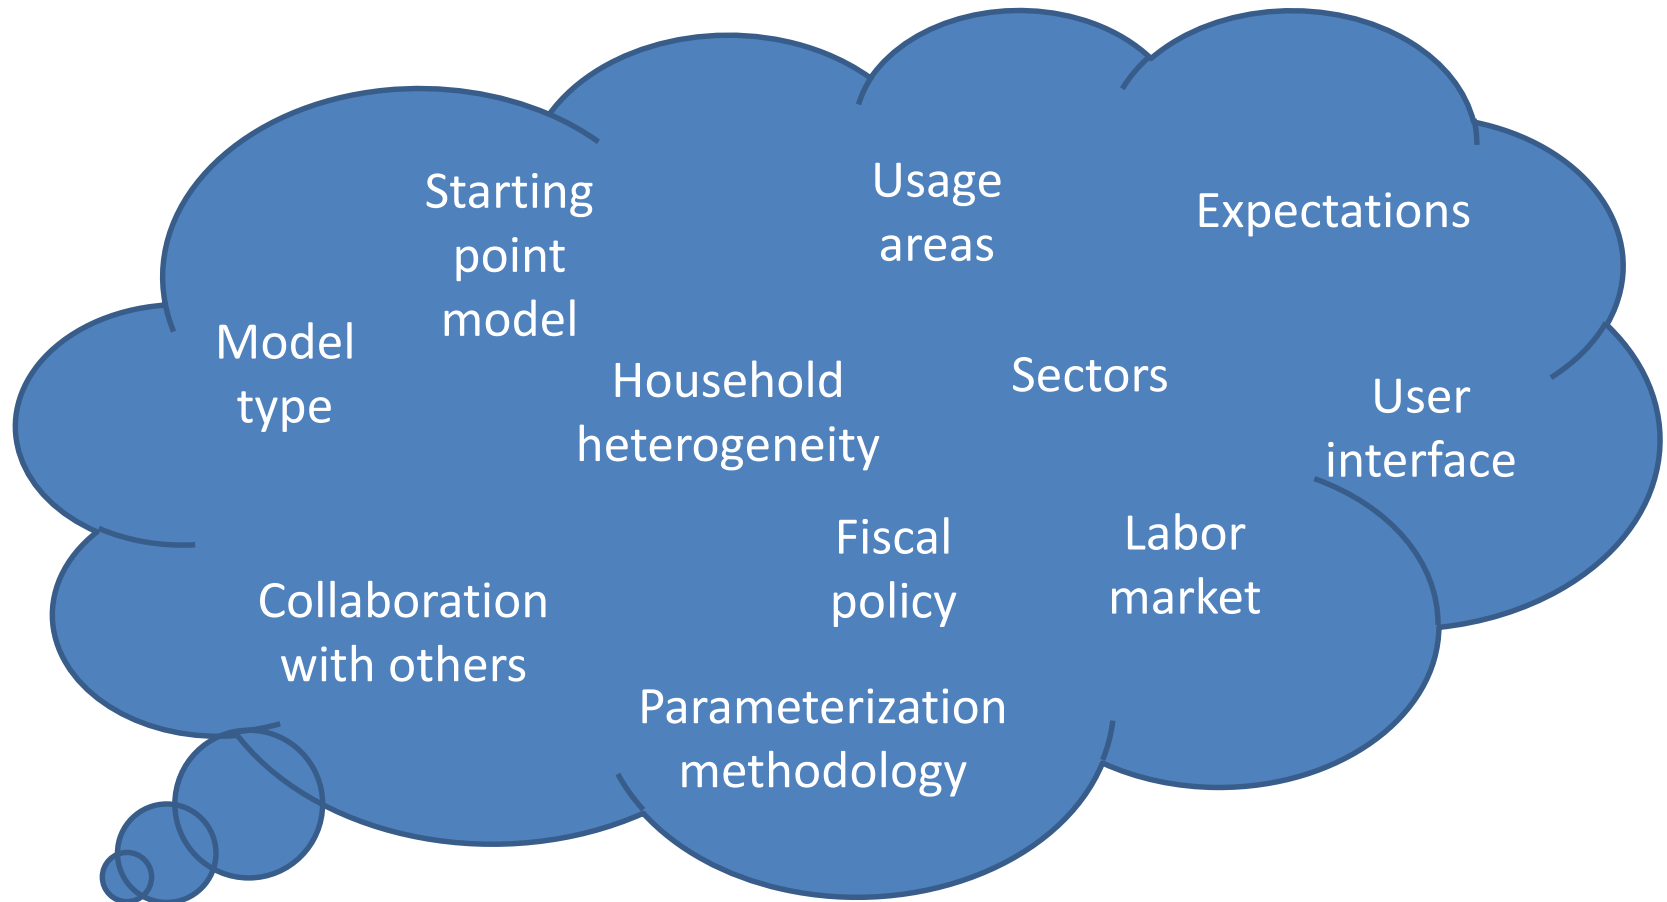 Starting
point
model
Usage
areas
Expectations
Model
type
Household
heterogeneity
Sectors
User
interface
Fiscal
policy
Labor
market
Collaboration
with others
Parameterization
methodology